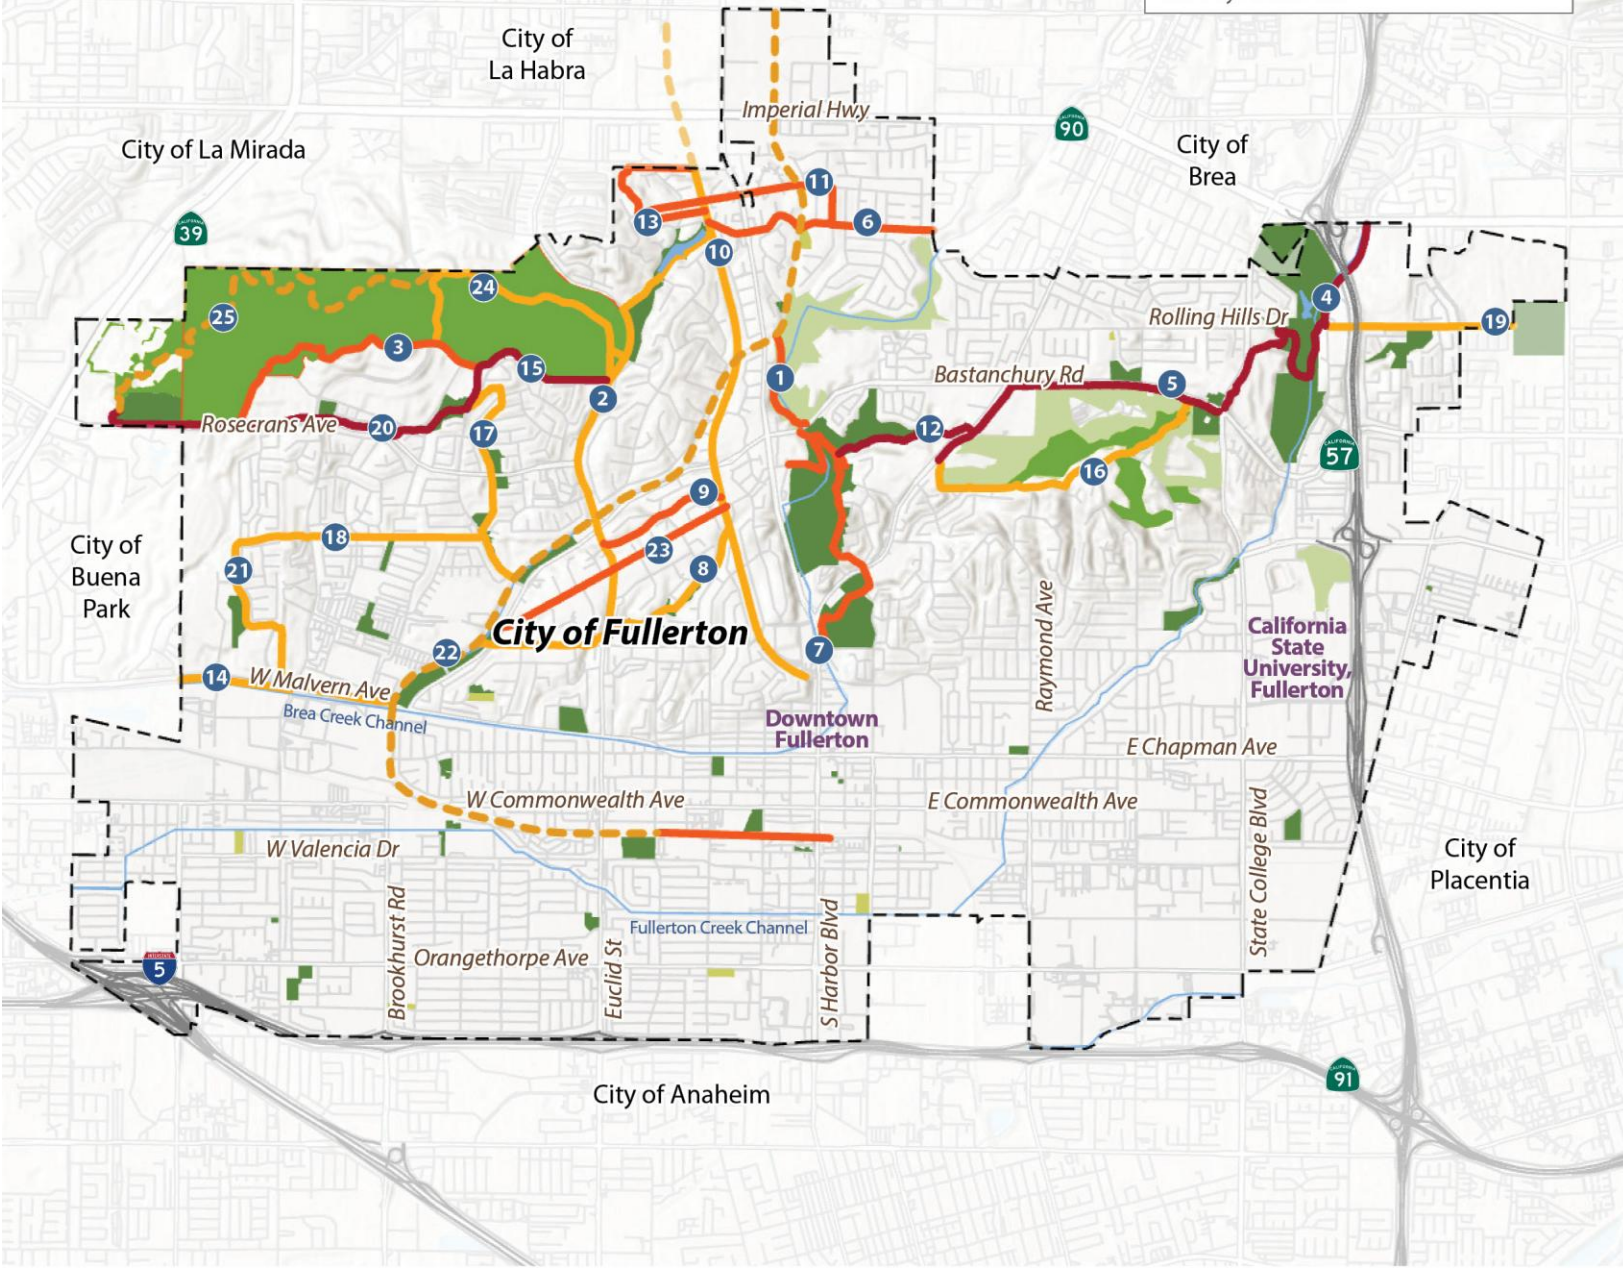 City of
La Habra
Imperial Hwy
CALIFORNIA
90
City of La Mirada
City of
Brea
CALIFORNIA
39
11
13
6
10
24
4
25
Rolling Hills Dr
19
3
15
1
Bastanchury Rd
5
2
Rosecrans Ave
20
17
12
CALIFORNIA
57
16
9
18
23
City of
Buena
Park
21
8
Raymond Ave
City of Fullerton
California
State
University,
Fullerton
22
7
14
W Malvern Ave
Brea Creek Channel
Downtown
Fullerton
E Chapman Ave
W Commonwealth Ave
E Commonwealth Ave
W Valencia Dr
State College Blvd
City of
Placentia
Brookhurst Rd
Euclid St
S Harbor Blvd
Fullerton Creek Channel
Orangethorpe Ave
INTERSTATE
5
City of Anaheim
CALIFORNIA
91